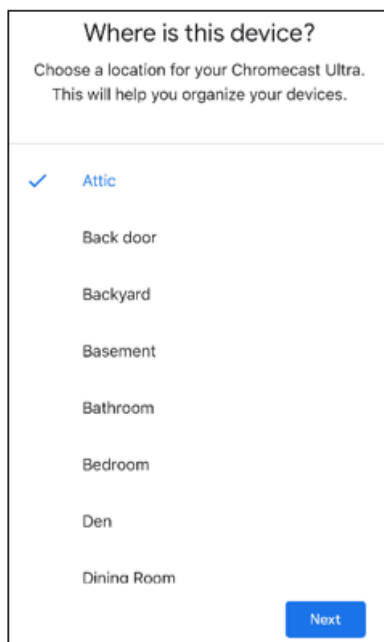 Where is this device?
Choose a location for your Chromecast Ultra.
This will help you organize your devices.
Attic
Back door
Backyard
Basement
Bathroom
Bedroom
Den
Dining Room
Next